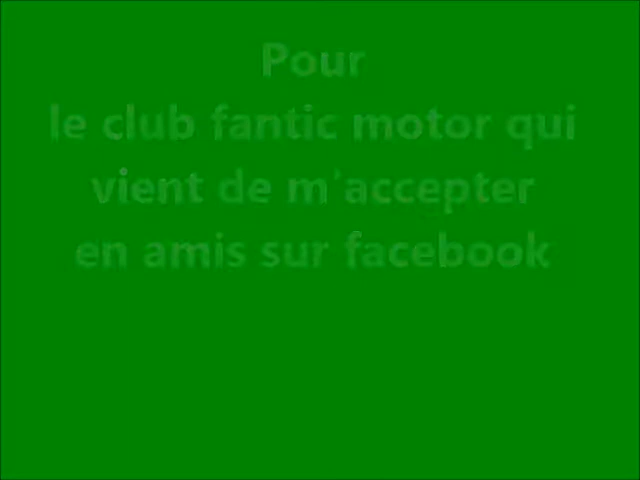 Pour
le club fantic motor qui
vient de m'accepter
en amis sur facebook